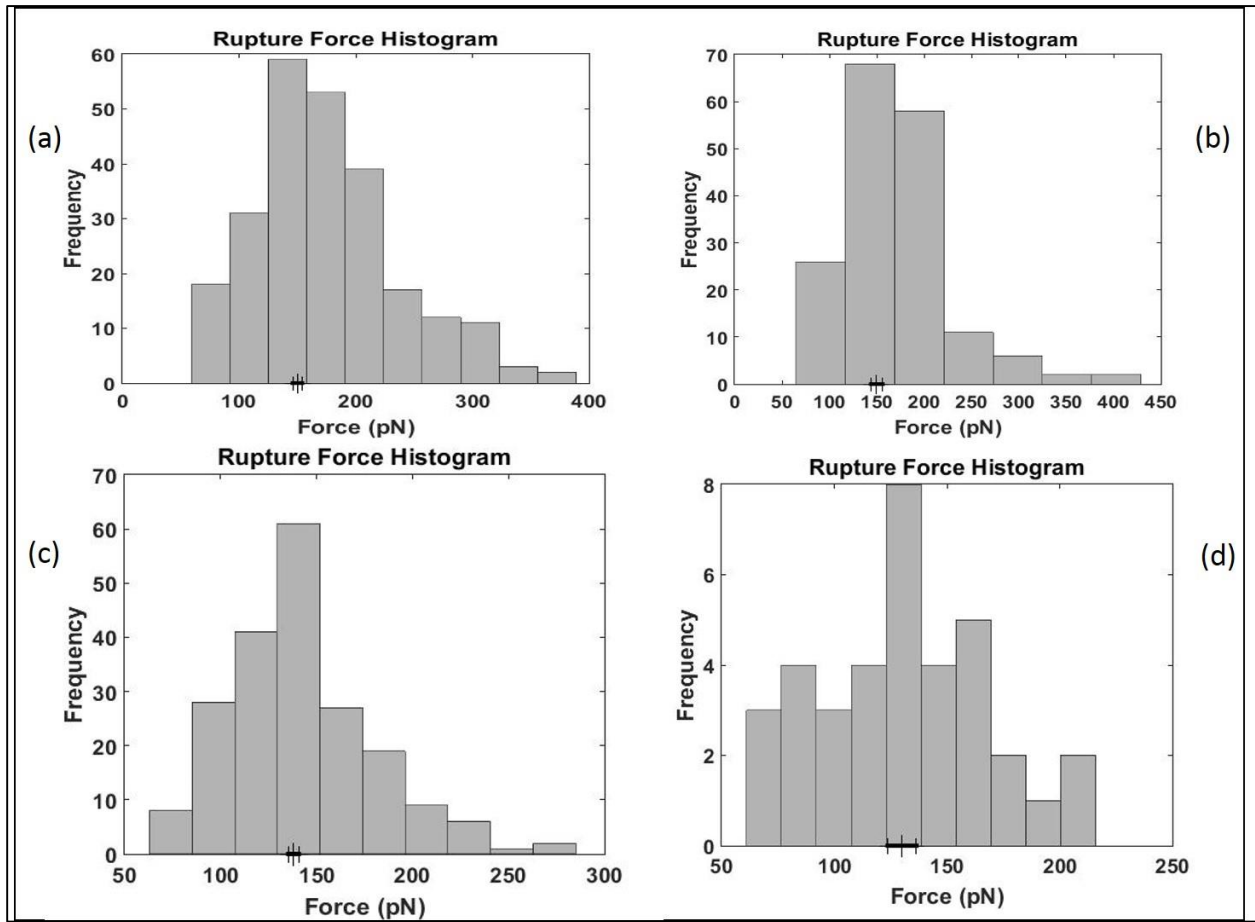 Rupture Force Histogram
(a)
Frequency
60
50
40
30
20
10
0
0 100 200 300 400
Force (pN)
Rupture Force Histogram
(b)
Frequency
70
60
50
40
30
20
10
0
0 50 100 150 200 250 300 350 400 450
Force (pN)
Rupture Force Histogram
(c)
Frequency
70
60
50
40
30
20
10
0
50 100 150 200 250 300
Force (pN)
Rupture Force Histogram
(d)
Frequency
8
6
4
2
0
50 100 150 200 250
Force (pN)